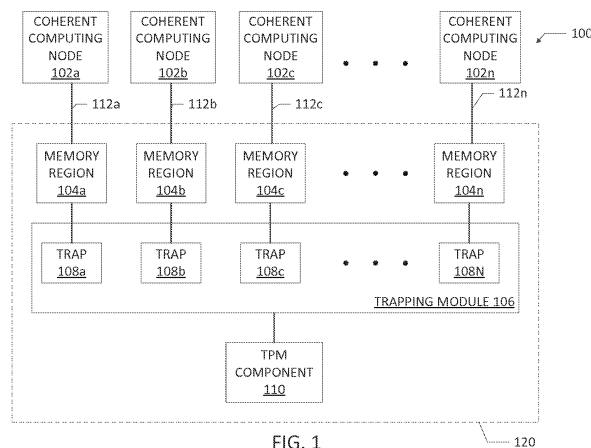 COHERENT COMPUTING NODE 102a
COHERENT COMPUTING NODE 102b
COHERENT COMPUTING NODE 102c
COHERENT COMPUTING NODE 102n
100
112a
112b
112c
112n
MEMORY REGION 104a
MEMORY REGION 104b
MEMORY REGION 104c
MEMORY REGION 104n
TRAP 108a
TRAP 108b
TRAP 108c
TRAP 108N
TRAPPING MODULE 106
TPM COMPONENT 110
120
FIG. 1